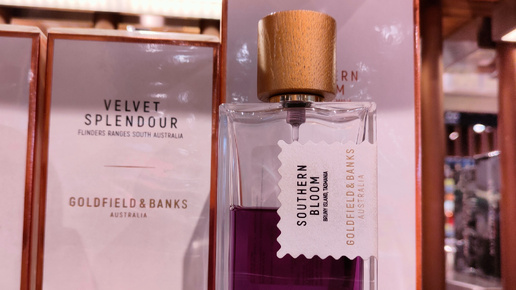 VELVET
SPLENDOUR
FLINDERS RANGES SOUTH AUSTRALIA
GOLDFIELD & BANKS
AUSTRALIA
SOUTHERN
BLOOM
BRUNY ISLAND, TASMANIA
GOLDFIELD & BANKS
AUSTRALIA